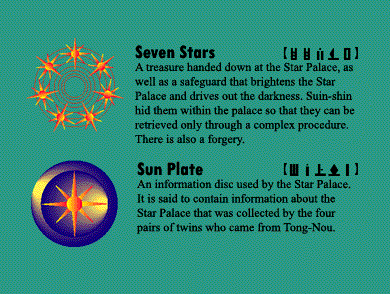 Seven Stars
A treasure handed down at the Star Palace, as
well as a safeguard that brightens the Star
Palace and drives out the darkness. Suin-shin
hid them within the palace so that they can be
retrieved only through a complex procedure.
There is also a forgery.
Sun Plate
An information disc used by the Star Palace.
It is said to contain information about the
Star Palace that was collected by the four
pairs of twins who came from Tong-Nou.